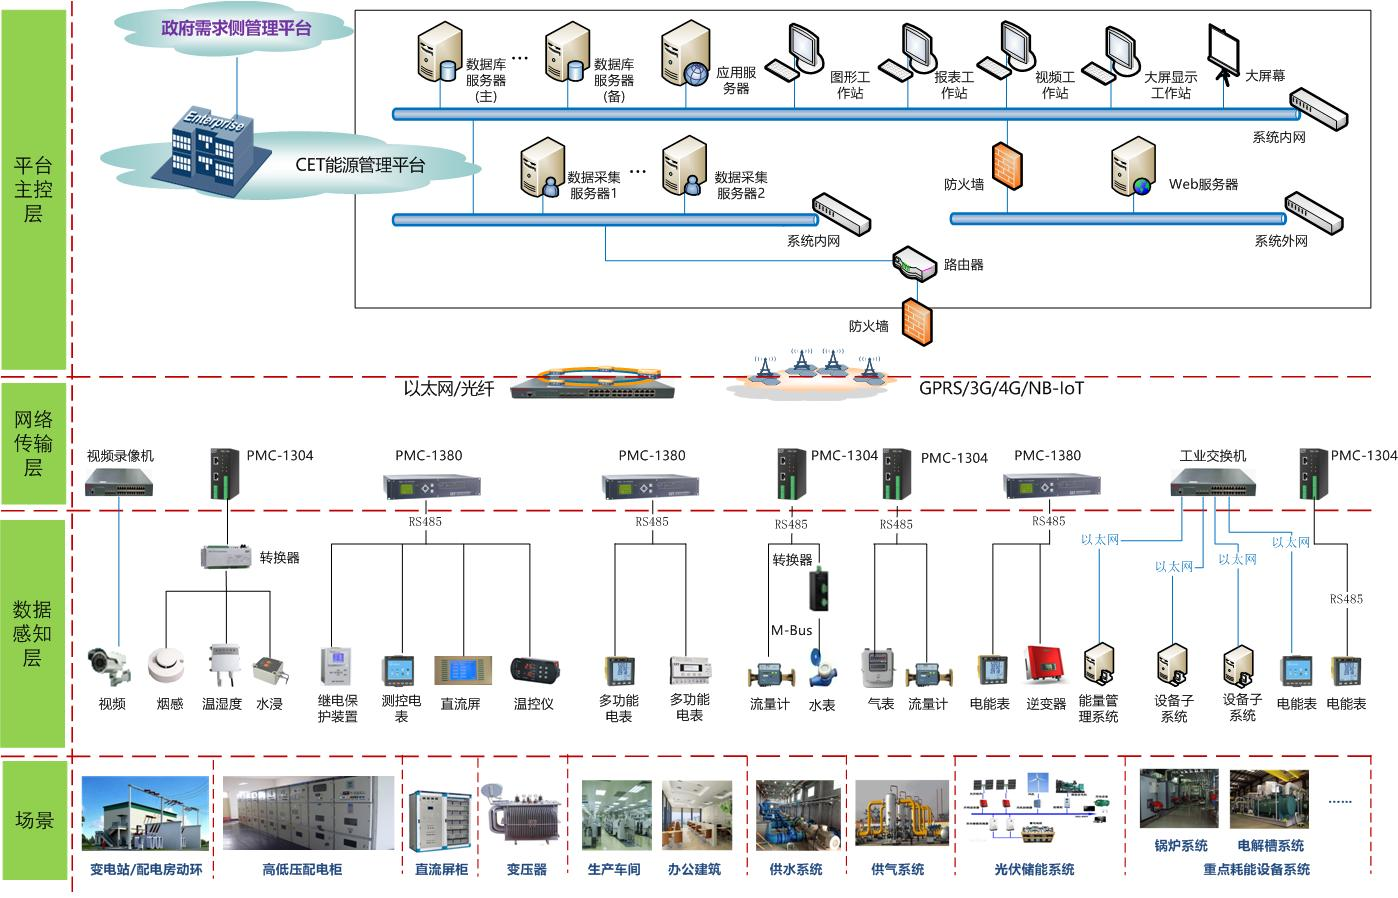 政府需求侧管理平台
Enterprise
CET能源管理平台
平台
主控
层
数据库
服务器
(主)
...
数据库
服务器
(备)
应用服
务器
图形工
作站
报表工
作站
视频工
作站
大屏显示
工作站
大屏幕
系统内网
数据采集
服务器1
...
数据采集
服务器2
防火墙
Web服务器
系统内网
系统外网
路由器
防火墙
网络
传输
层
以太网/光纤
GPRS/3G/4G/NB-IoT
视频录像机
PMC-1304
PMC-1380
PMC-1380
PMC-1304
PMC-1304
PMC-1380
工业交换机
PMC-1304
数据
感知
层
RS485
RS485
RS485
RS485
RS485
以太网
以太网
以太网
以太网
RS485
转换器
转换器
M-Bus
视频
烟感
温湿度
水浸
继电保
护装置
测控电
表
直流屏
温控仪
多功能
电表
多功能
电表
流量计
水表
气表
流量计
电能表
逆变器
能量管
理系统
设备子
系统
设备子
系统
电能表
电能表
场景
变电站/配电房动环
高低压配电柜
直流屏柜
变压器
生产车间
办公建筑
供水系统
供气系统
光伏储能系统
锅炉系统
电解槽系统
......
重点耗能设备系统